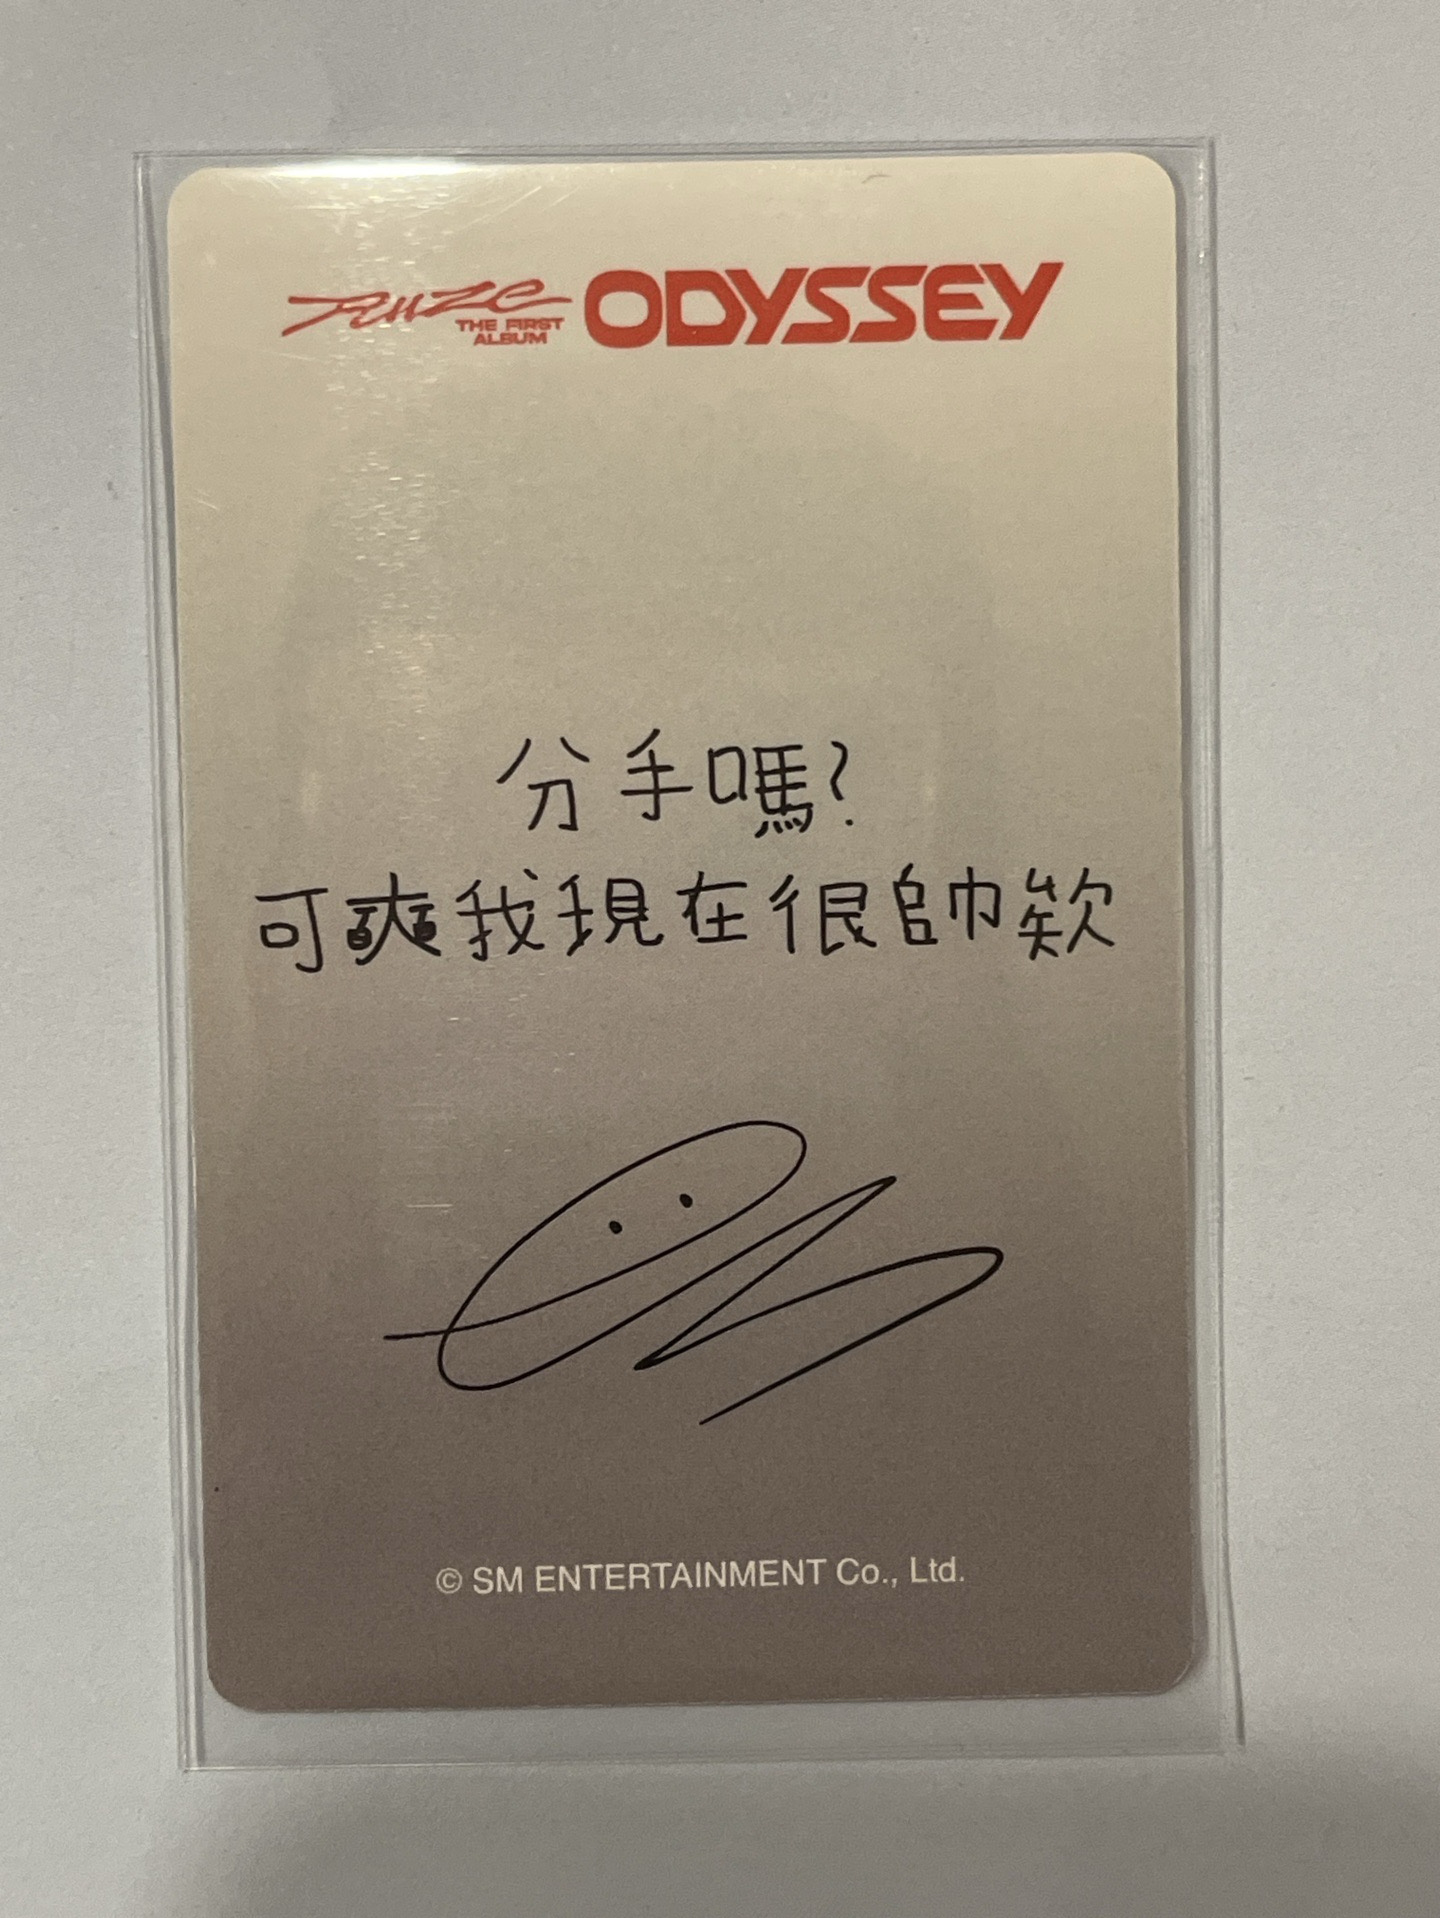 RIIZE THE FIRST ALBUM ODYSSEY
分手嗎?
可奭我現在很帥欸
© SM ENTERTAINMENT Co., Ltd.